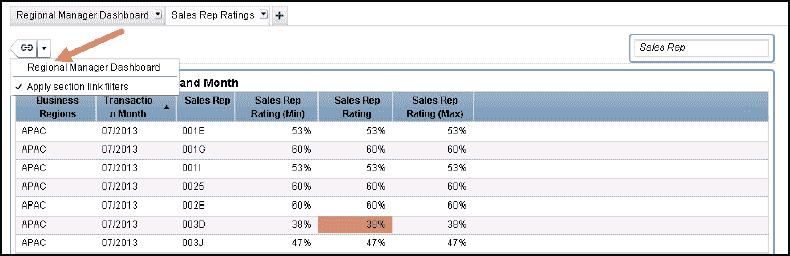 Regional Manager Dashboard Sales Rep Ratings
Sales Rep
Regional Manager Dashboard
Apply section link filters
and Month
Business Regions Transaction Month Sales Rep Sales Rep Rating (Min) Sales Rep Rating Sales Rep Rating (Max)
APAC 07/2013 001E 53% 53% 53%
APAC 07/2013 001G 60% 60% 60%
APAC 07/2013 001I 53% 53% 53%
APAC 07/2013 0025 60% 60% 60%
APAC 07/2013 002E 60% 60% 60%
APAC 07/2013 003D 38% 38% 38%
APAC 07/2013 003J 47% 47% 47%